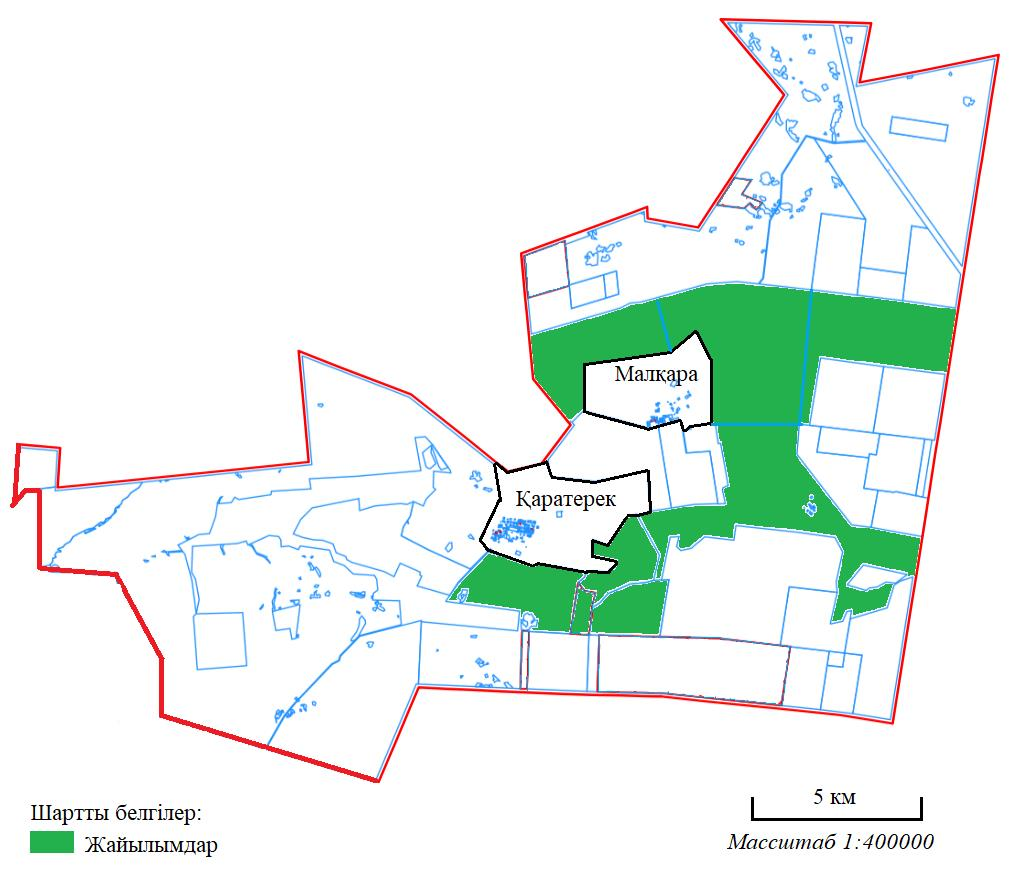 Малқара
Қаратерек
Шартты белгілер:
Жайылымдар
5 км
Масштаб 1:400000